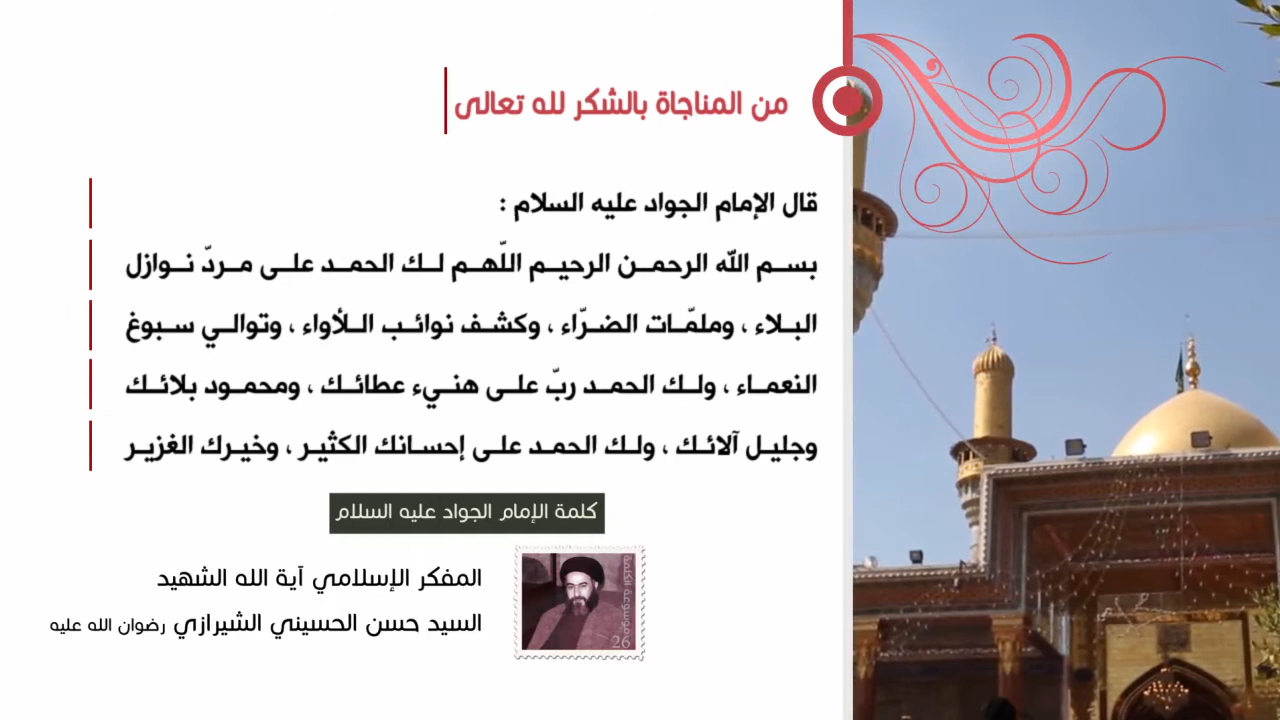 من المناجاة بالشكر لله تعالى
قال الإمام الجواد عليه السلام :
بسم الله الرحمن الرحيم اللّهم لك الحمد على مردّ نوازل
البلاء ، وملمّات الضرّاء ، وكشف نوائب اللأواء ، وتوالي سبوغ
النعماء ، ولك الحمد ربّ على هنيء عطائك ، ومحمود بلائك
وجليل آلائك ، ولك الحمد على إحسانك الكثير ، وخيرك الغزير
كلمة الإمام الجواد عليه السلام
المفكر الإسلامي آية الله الشهيد
السيد حسن الحسيني الشيرازي رضوان الله عليه
موسوعة الكلمة
26